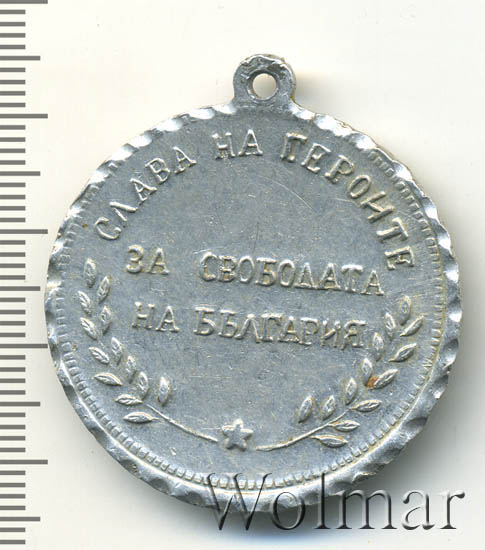 СЛАВА НА ГЕРОИТЕ
ЗА СВОБОДАТА
НА БЪЛГАРИЯ
Wolmar